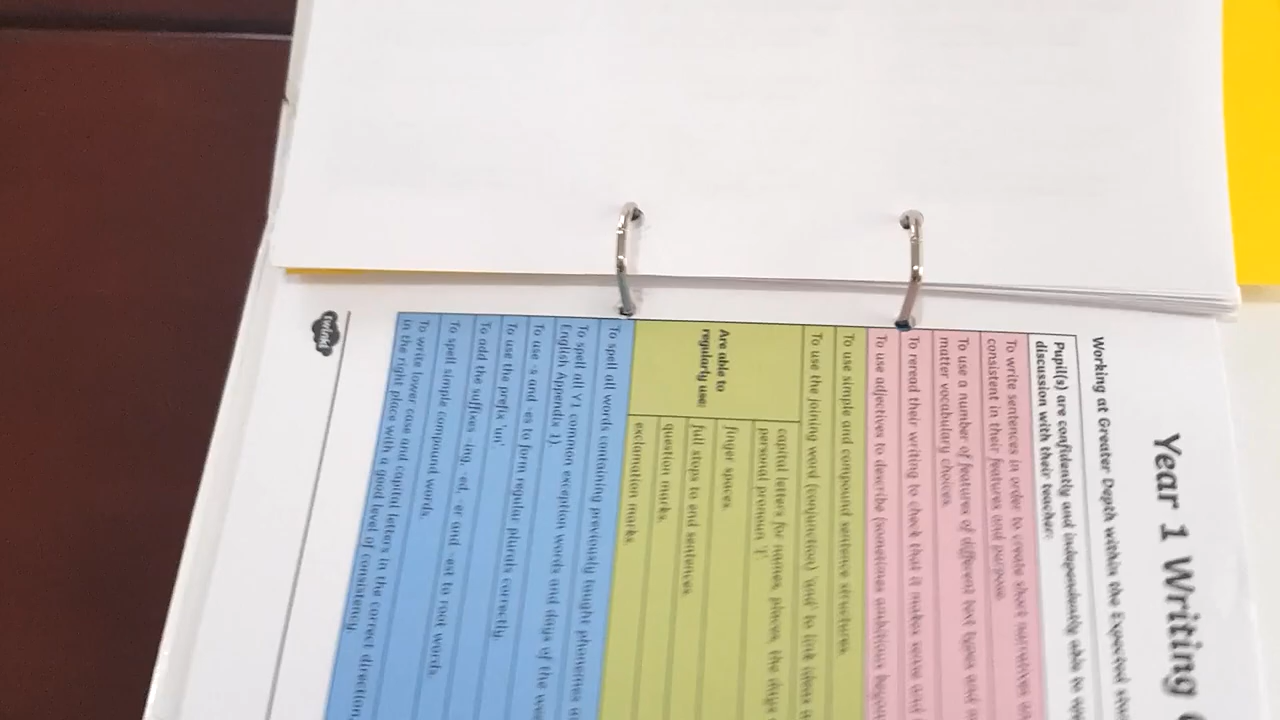 Year 1 Writing
Working at Greater Depth within the Expected
Pupil(s) are confidently and independently able to
discussion with their teacher:
To write sentences in order to create short narratives
consistent in their features and purpose.
To use a number of features of different text types and
matter vocabulary choices.
To reread their writing to check that it makes sense and
To use adjectives to describe (sometimes ambitious
To use simple and compound sentence structures.
To use the joining word (conjunction) 'and' to link ideas
Are able to
regularly use:
capital letters for names, places, the days
personal pronoun 'I'.
finger spaces.
full stops to end sentences.
question marks.
exclamation marks.
To spell all words containing previously taught phonemes
To spell all Y1 common exception words and days of the
English Appendix 1).
To use -s and -es to form regular plurals correctly.
To use the prefix 'un'.
To add the suffixes -ing, -ed, -er and -est to root words.
To spell simple compound words.
To write lower case and capital letters in the correct direction,
in the right place with a good level of consistency.
twinkl